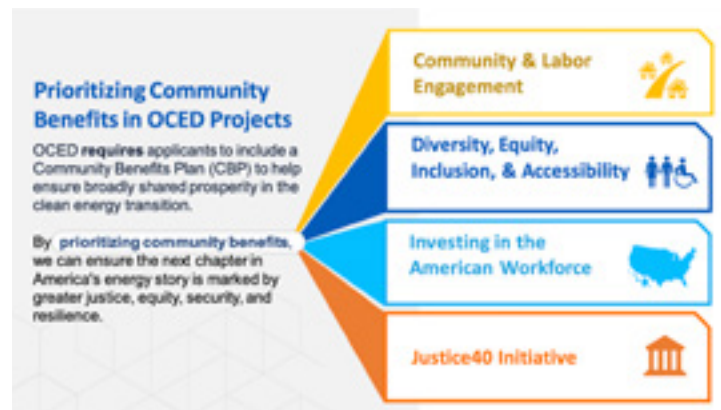 Prioritizing Community
Benefits in OCED Projects
OCED requires applicants to include a
Community Benefits Plan (CBP) to help
ensure broadly shared prosperity in the
clean energy transition.
By prioritizing community benefits,
we can ensure the next chapter in
America's energy story is marked by
greater justice, equity, security, and
resilience.
Community & Labor
Engagement
Diversity, Equity,
Inclusion, & Accessibility
Investing in the
American Workforce
Justice40 Initiative